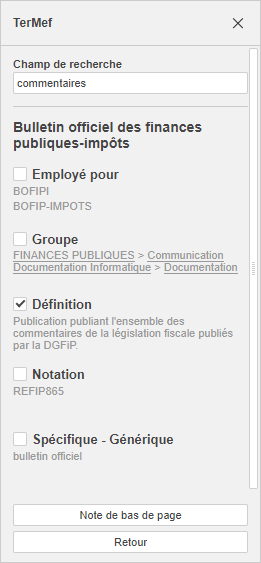 TerMef
Champ de recherche
commentaires
Bulletin officiel des finances
publiques-impôts
Employé pour
BOFIPI
BOFIP-IMPOTS
Groupe
FINANCES PUBLIQUES > Communication
Documentation Informatique > Documentation
Définition
Publication publiant l'ensemble des
commentaires de la législation fiscale publiés
par la DGFiP.
Notation
REFIP865
Spécifique - Générique
bulletin officiel
Note de bas de page
Retour